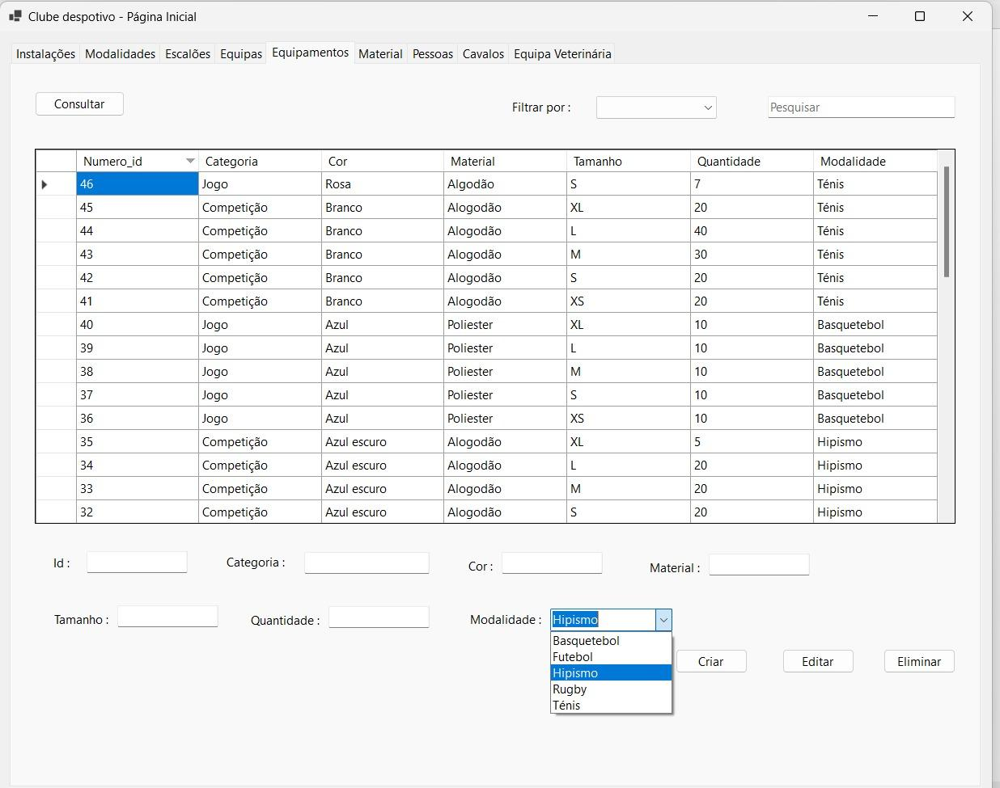 Clube despotivo - Página Inicial
Instalações Modalidades Escalões Equipas Equipamentos Material Pessoas Cavalos Equipa Veterinária
Consultar Filtrar por : Pesquisar
Numero_id Categoria Cor Material Tamanho Quantidade Modalidade
46 Jogo Rosa Algodão S 7 Ténis
45 Competição Branco Alogodão XL 20 Ténis
44 Competição Branco Alogodão L 40 Ténis
43 Competição Branco Alogodão M 30 Ténis
42 Competição Branco Alogodão S 20 Ténis
41 Competição Branco Alogodão XS 20 Ténis
40 Jogo Azul Poliester XL 10 Basquetebol
39 Jogo Azul Poliester L 10 Basquetebol
38 Jogo Azul Poliester M 10 Basquetebol
37 Jogo Azul Poliester S 10 Basquetebol
36 Jogo Azul Poliester XS 10 Basquetebol
35 Competição Azul escuro Alogodão XL 5 Hipismo
34 Competição Azul escuro Alogodão L 20 Hipismo
33 Competição Azul escuro Alogodão M 20 Hipismo
32 Competição Azul escuro Alogodão S 20 Hipismo
Id : Categoria : Cor : Material :
Tamanho : Quantidade : Modalidade : Hipismo
Basquetebol
Futebol
Hipismo
Rugby
Ténis
Criar Editar Eliminar